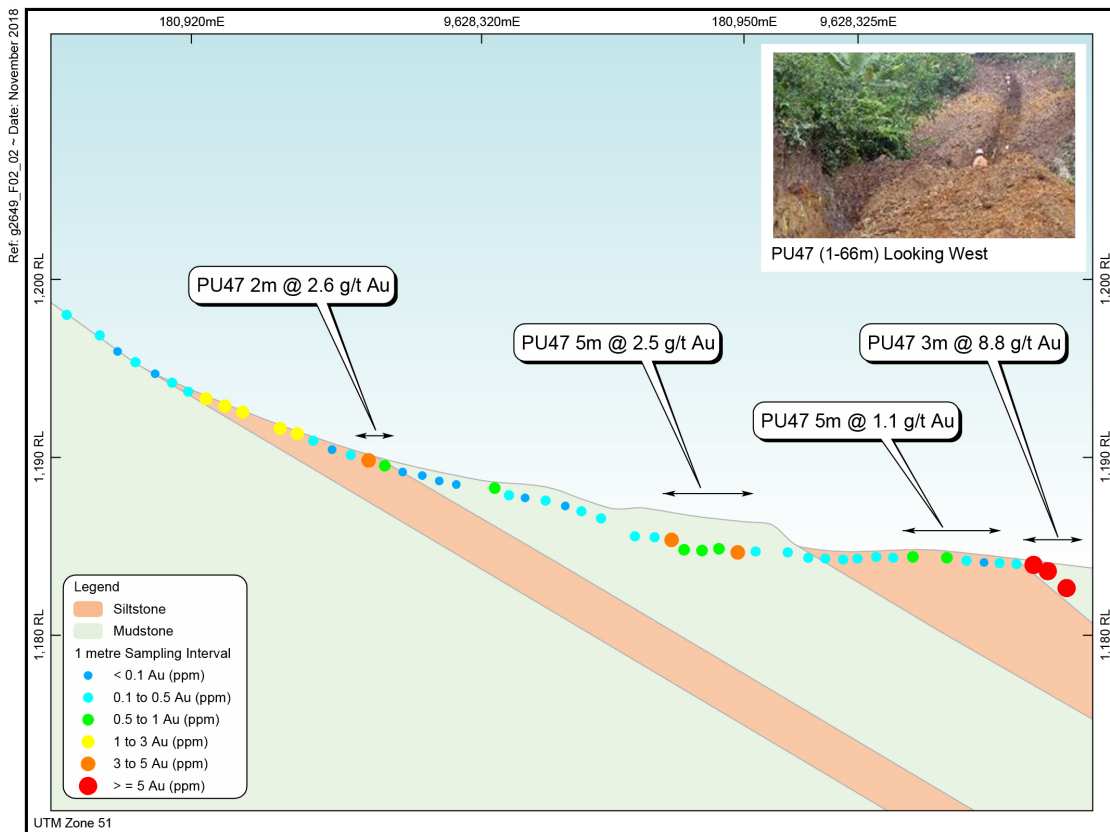 Ref: g2649_F02_02 ~ Date: November 2018
180,920mE
9,628,320mE
180,950mE
9,628,325mE
PU47 (1-66m) Looking West
1,200 RL
1,200 RL
PU47 2m @ 2.6 g/t Au
PU47 5m @ 2.5 g/t Au
PU47 3m @ 8.8 g/t Au
PU47 5m @ 1.1 g/t Au
1,190 RL
1,190 RL
1,180 RL
1,180 RL
Legend
Siltstone
Mudstone
1 metre Sampling Interval
< 0.1 Au (ppm)
0.1 to 0.5 Au (ppm)
0.5 to 1 Au (ppm)
1 to 3 Au (ppm)
3 to 5 Au (ppm)
> = 5 Au (ppm)
UTM Zone 51